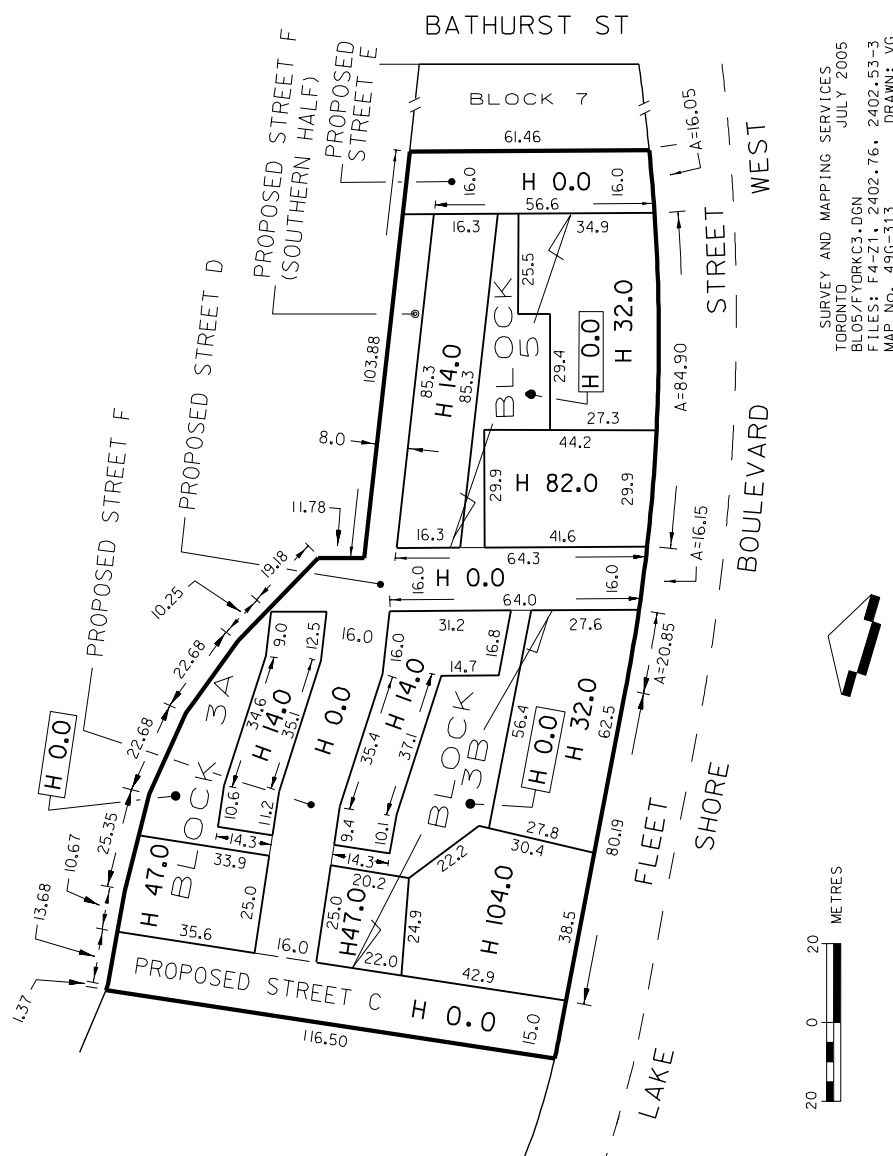 BATHURST ST
PROPOSED STREET F
(SOUTHERN HALF)
PROPOSED
STREET E
BLOCK 7
61.46
A=16.05
16.0
H 0.0
16.0
56.6
WEST
STREET
BOULEVARD
FLEET
SHORE
LAKE
SURVEY AND MAPPING SERVICES
TORONTO JULY 2005
BLO5/FYORKC3.DGN
FILES: F4-Z1, 2402.76, 2402.53-3
MAP No. 49G-313 DRAWN: VG
PROPOSED STREET D
PROPOSED STREET F
16.3
34.9
25.5
BLOCK
5
H 32.0
H 0.0
29.4
27.3
103.88
85.3
H 14.0
85.3
A=84.90
8.0
44.2
29.9
H 82.0
29.9
11.78
16.3
41.6
64.3
A=16.15
19.18
16.0
H 0.0
16.0
64.0
10.25
9.0
12.5
16.0
31.2
27.6
A=20.85
22.68
16.0
16.8
14.7
34.6
H 14.0
35.1
H 0.0
H 14.0
35.4
37.1
BLOCK
3B
56.4
H 0.0
H 32.0
62.5
22.68
BLOCK 3A
H 0.0
10.6
11.2
14.3
9.4
10.1
14.3
27.8
30.4
22.2
80.19
25.35
10.67
33.9
20.2
H 47.0
25.0
25.0
H47.0
24.9
H 104.0
38.5
13.68
35.6
16.0
22.0
42.9
PROPOSED STREET C H 0.0
15.0
1.37
116.50
METRES
20
0
20